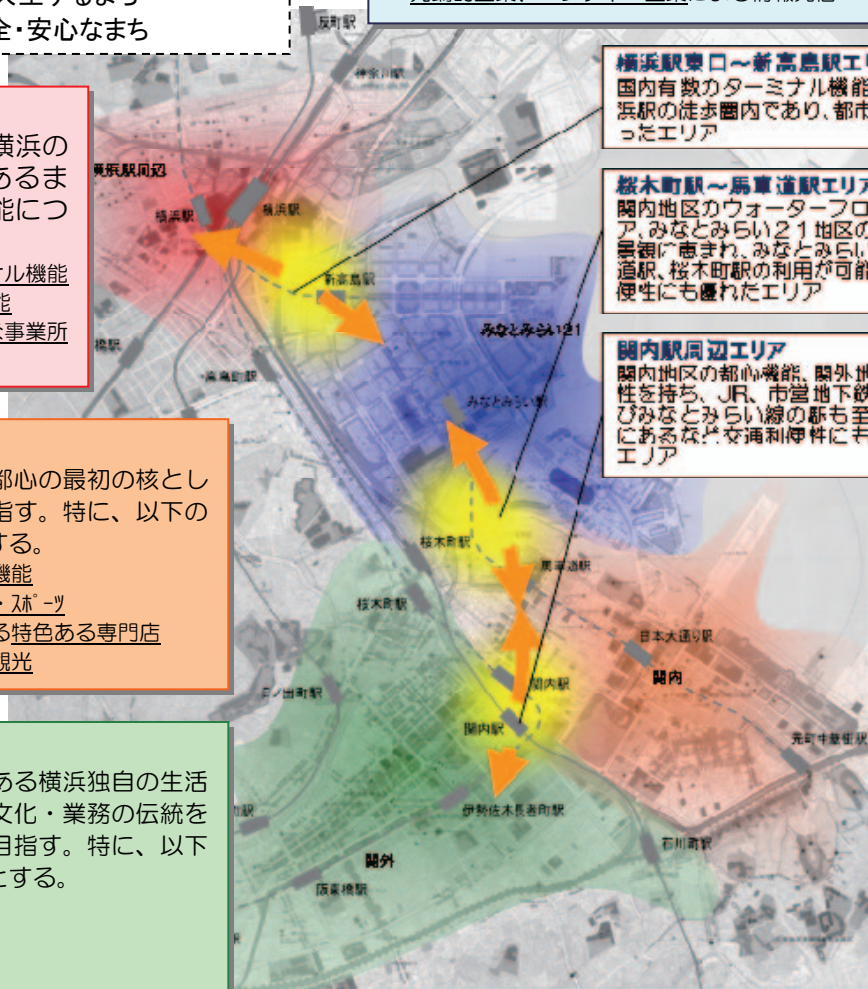 共生するまち
全・安心なまち
による情報発信
反町駅
神奈川駅
横浜駅東口～新高島駅エリ
国内有数のターミナル機能
浜駅の徒歩圏内であり、都市
ったエリア
横浜の
あるま
能につ
ナル機能
能
な事業所
横浜駅周辺
横浜駅
横浜駅
新高島駅
桜木町駅～馬車道駅エリア
関内地区のウォーターフロ
ア、みなとみらい２１地区の
景観に恵まれ、みなとみらい
道駅、桜木町駅の利用が可能
便性にも優れたエリア
みなとみらい21
橋駅
高島町駅
みなとみらい駅
関内駅周辺エリア
関内地区の都心機能、関外地
性を持ち、JR、市営地下鉄
びみなとみらい線の駅も至
にあるなど交通利便性にも
エリア
都心の最初の核とし
指す。特に、以下の
する。
機能
・ｽﾎﾟｰﾂ
る特色ある専門店
観光
桜木町駅
馬車道駅
桜木町駅
日本大通り駅
関内
日ノ出町駅
関内駅
関内駅
元町中華街駅
ある横浜独自の生活
文化・業務の伝統を
目指す。特に、以下
とする。
町駅
伊勢佐木長者町駅
石川町駅
関外
阪東橋駅